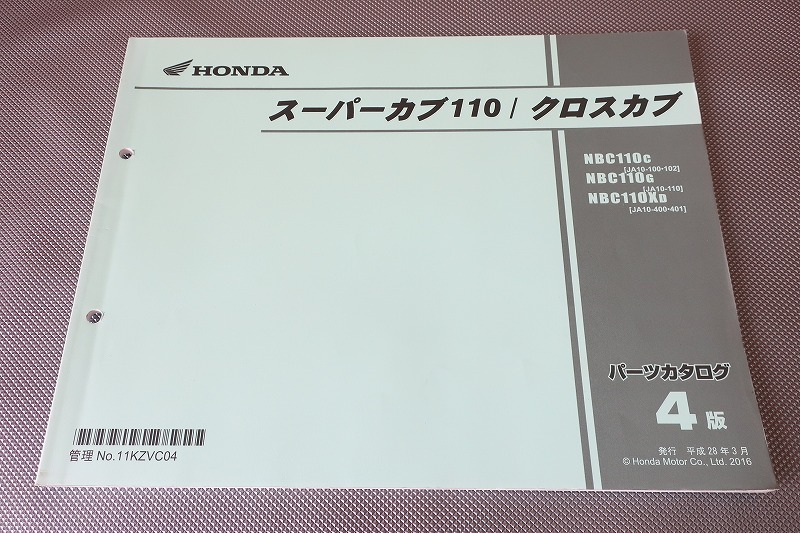 HONDA
スーパーカブ110 / クロスカブ
NBC110C
[JA10-100・102]
NBC110G
[JA10-110]
NBC110XD
[JA10-400・401]
パーツカタログ
4版
発行 平成28年3月
© Honda Motor Co., Ltd. 2016
管理 No.11KZVC04